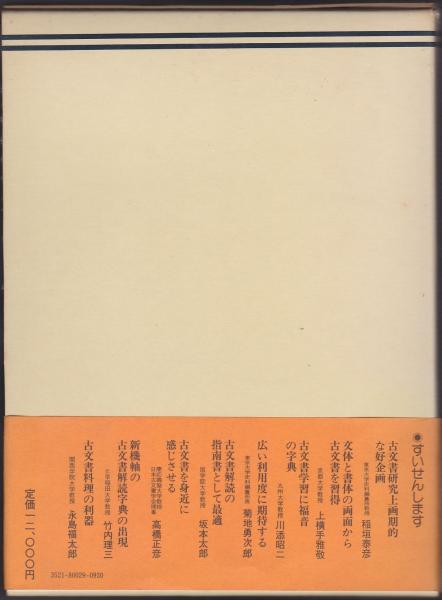 ◉すいせんします
古文書研究上画期的
な好企画
東京大学史料編纂所教授 稲垣泰彦
文体と書体の両面から
古文書を習得
京都大学教授 上横手雅敬
古文書学習に福音
の字典
九州大学教授 川添昭二
広い利用度に期待する
東京大学史料編纂所長 菊地勇次郎
古文書解読の
指南書として最適
国学院大学教授 坂本太郎
古文書を身近に
感じさせる
慶応義塾大学教授
日本古文書学会理事 高橋正彦
新機軸の
古文書解読字典の出現
元早稲田大学教授 竹内理三
古文書料理の利器
関西学院大学教授 永島福太郎
定価一二、〇〇〇円
3521-80029-0920